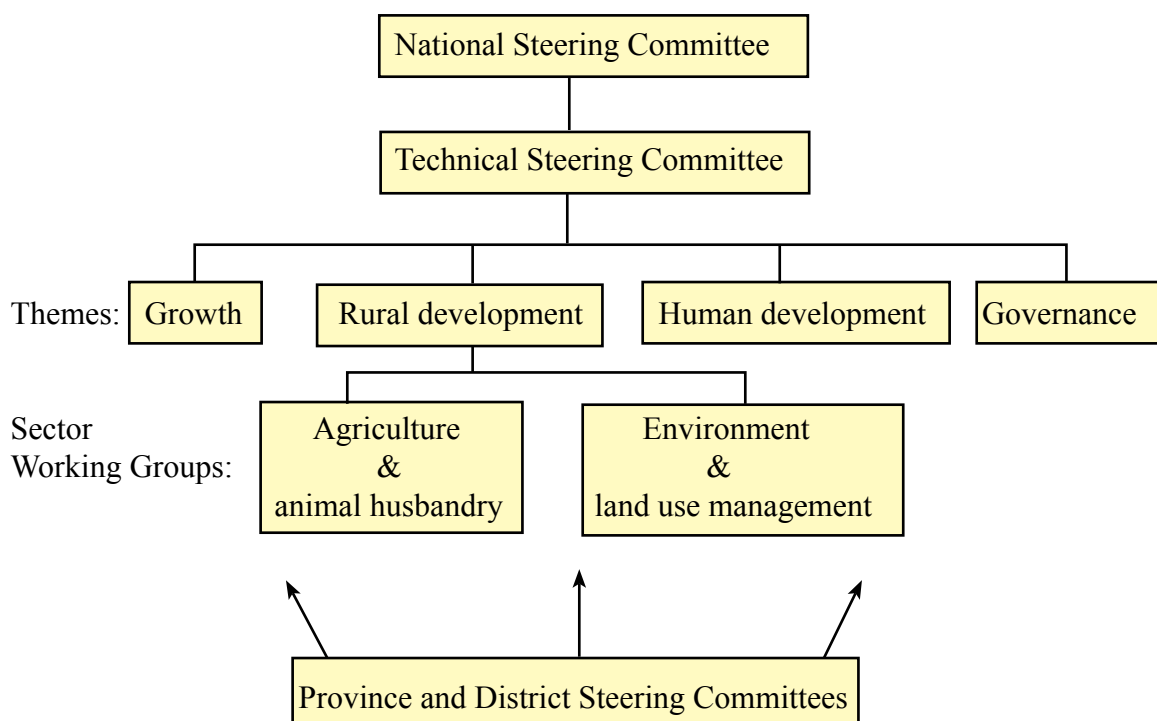 National Steering Committee
Technical Steering Committee
Themes: Growth Rural development Human development Governance
Sector
Working Groups:
Agriculture
&
animal husbandry
Environment
&
land use management
Province and District Steering Committees